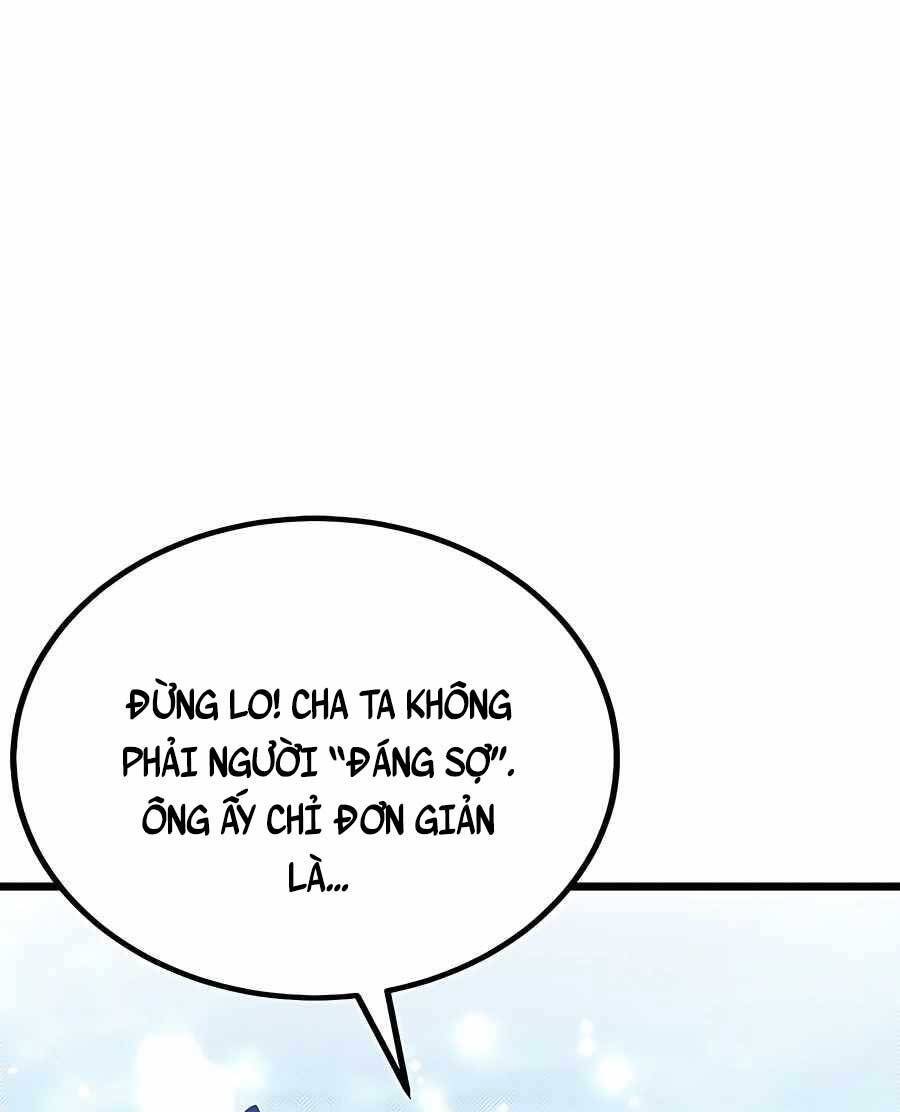 ĐỪNG LO! CHA TA KHÔNG
PHẢI NGƯỜI “ĐÁNG SỢ”.
ÔNG ẤY CHỈ ĐƠN GIẢN
LÀ...